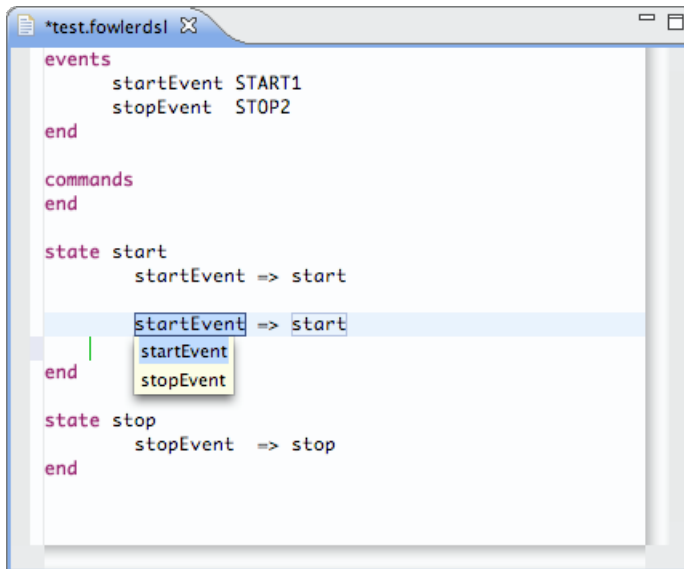 *test.fowlerdsl
events
startEvent START1
stopEvent STOP2
end
commands
end
state start
startEvent => start
startEvent => start
startEvent
end
stopEvent
state stop
stopEvent => stop
end